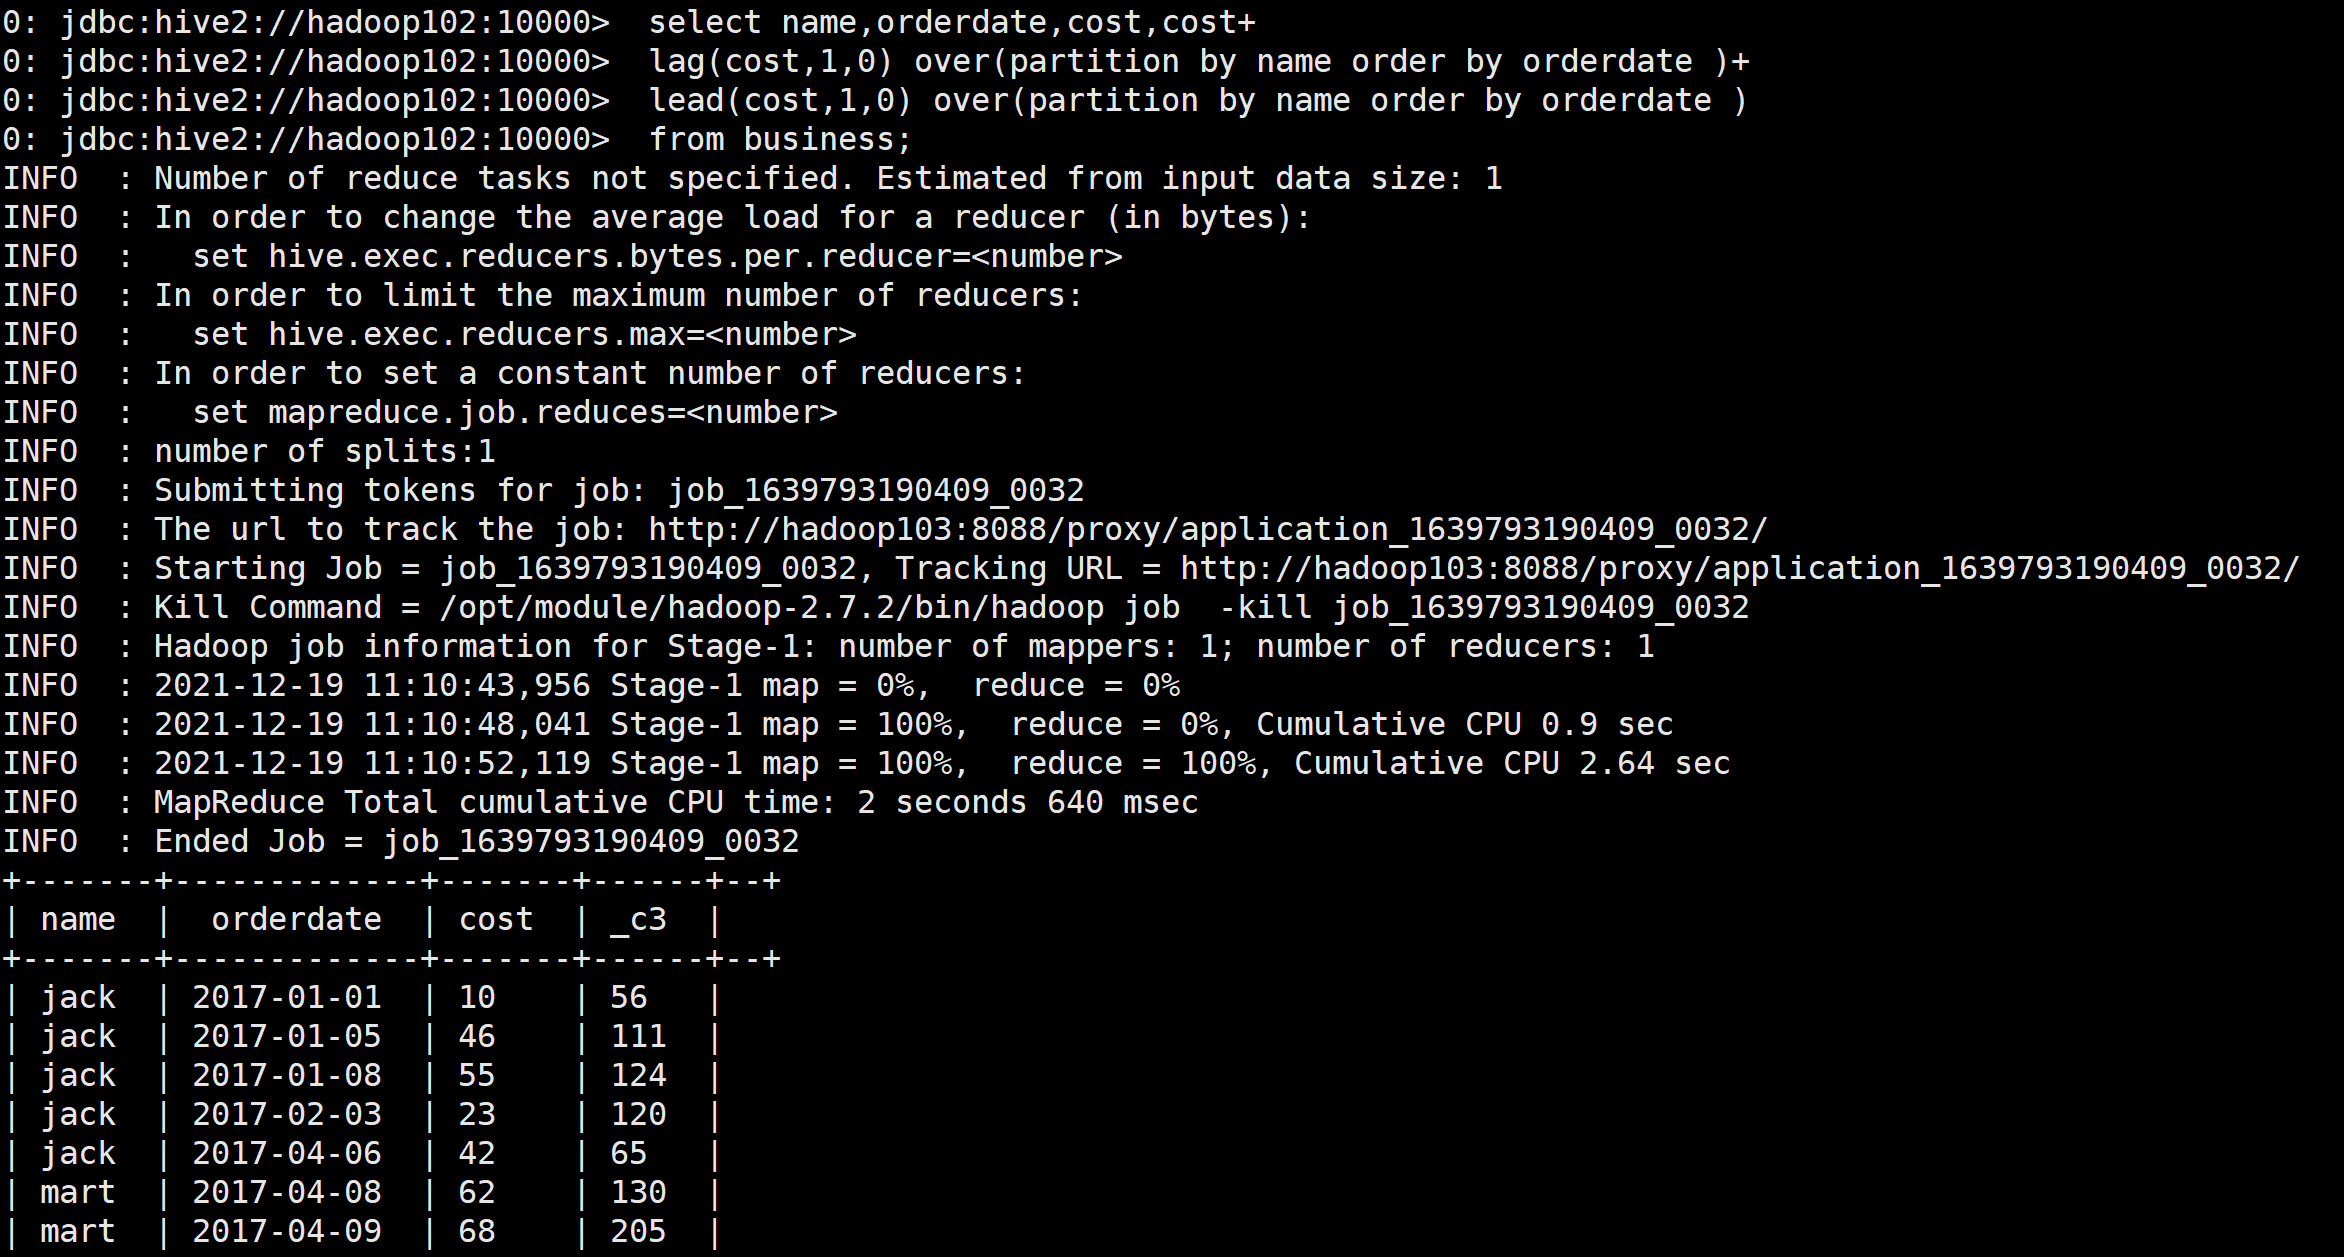 0: jdbc:hive2://hadoop102:10000>  select name,orderdate,cost,cost+
0: jdbc:hive2://hadoop102:10000>  lag(cost,1,0) over(partition by name order by orderdate )+
0: jdbc:hive2://hadoop102:10000>  lead(cost,1,0) over(partition by name order by orderdate )
0: jdbc:hive2://hadoop102:10000>  from business;
INFO  : Number of reduce tasks not specified. Estimated from input data size: 1
INFO  : In order to change the average load for a reducer (in bytes):
INFO  :   set hive.exec.reducers.bytes.per.reducer=<number>
INFO  : In order to limit the maximum number of reducers:
INFO  :   set hive.exec.reducers.max=<number>
INFO  : In order to set a constant number of reducers:
INFO  :   set mapreduce.job.reduces=<number>
INFO  : number of splits:1
INFO  : Submitting tokens for job: job_1639793190409_0032
INFO  : The url to track the job: http://hadoop103:8088/proxy/application_1639793190409_0032/
INFO  : Starting Job = job_1639793190409_0032, Tracking URL = http://hadoop103:8088/proxy/application_1639793190409_0032/
INFO  : Kill Command = /opt/module/hadoop-2.7.2/bin/hadoop job  -kill job_1639793190409_0032
INFO  : Hadoop job information for Stage-1: number of mappers: 1; number of reducers: 1
INFO  : 2021-12-19 11:10:43,956 Stage-1 map = 0%,  reduce = 0%
INFO  : 2021-12-19 11:10:48,041 Stage-1 map = 100%,  reduce = 0%, Cumulative CPU 0.9 sec
INFO  : 2021-12-19 11:10:52,119 Stage-1 map = 100%,  reduce = 100%, Cumulative CPU 2.64 sec
INFO  : MapReduce Total cumulative CPU time: 2 seconds 640 msec
INFO  : Ended Job = job_1639793190409_0032
+-------+-------------+-------+------+--+
| name  |  orderdate  | cost  | _c3  |
+-------+-------------+-------+------+--+
| jack  | 2017-01-01  | 10    | 56   |
| jack  | 2017-01-05  | 46    | 111  |
| jack  | 2017-01-08  | 55    | 124  |
| jack  | 2017-02-03  | 23    | 120  |
| jack  | 2017-04-06  | 42    | 65   |
| mart  | 2017-04-08  | 62    | 130  |
| mart  | 2017-04-09  | 68    | 205  |